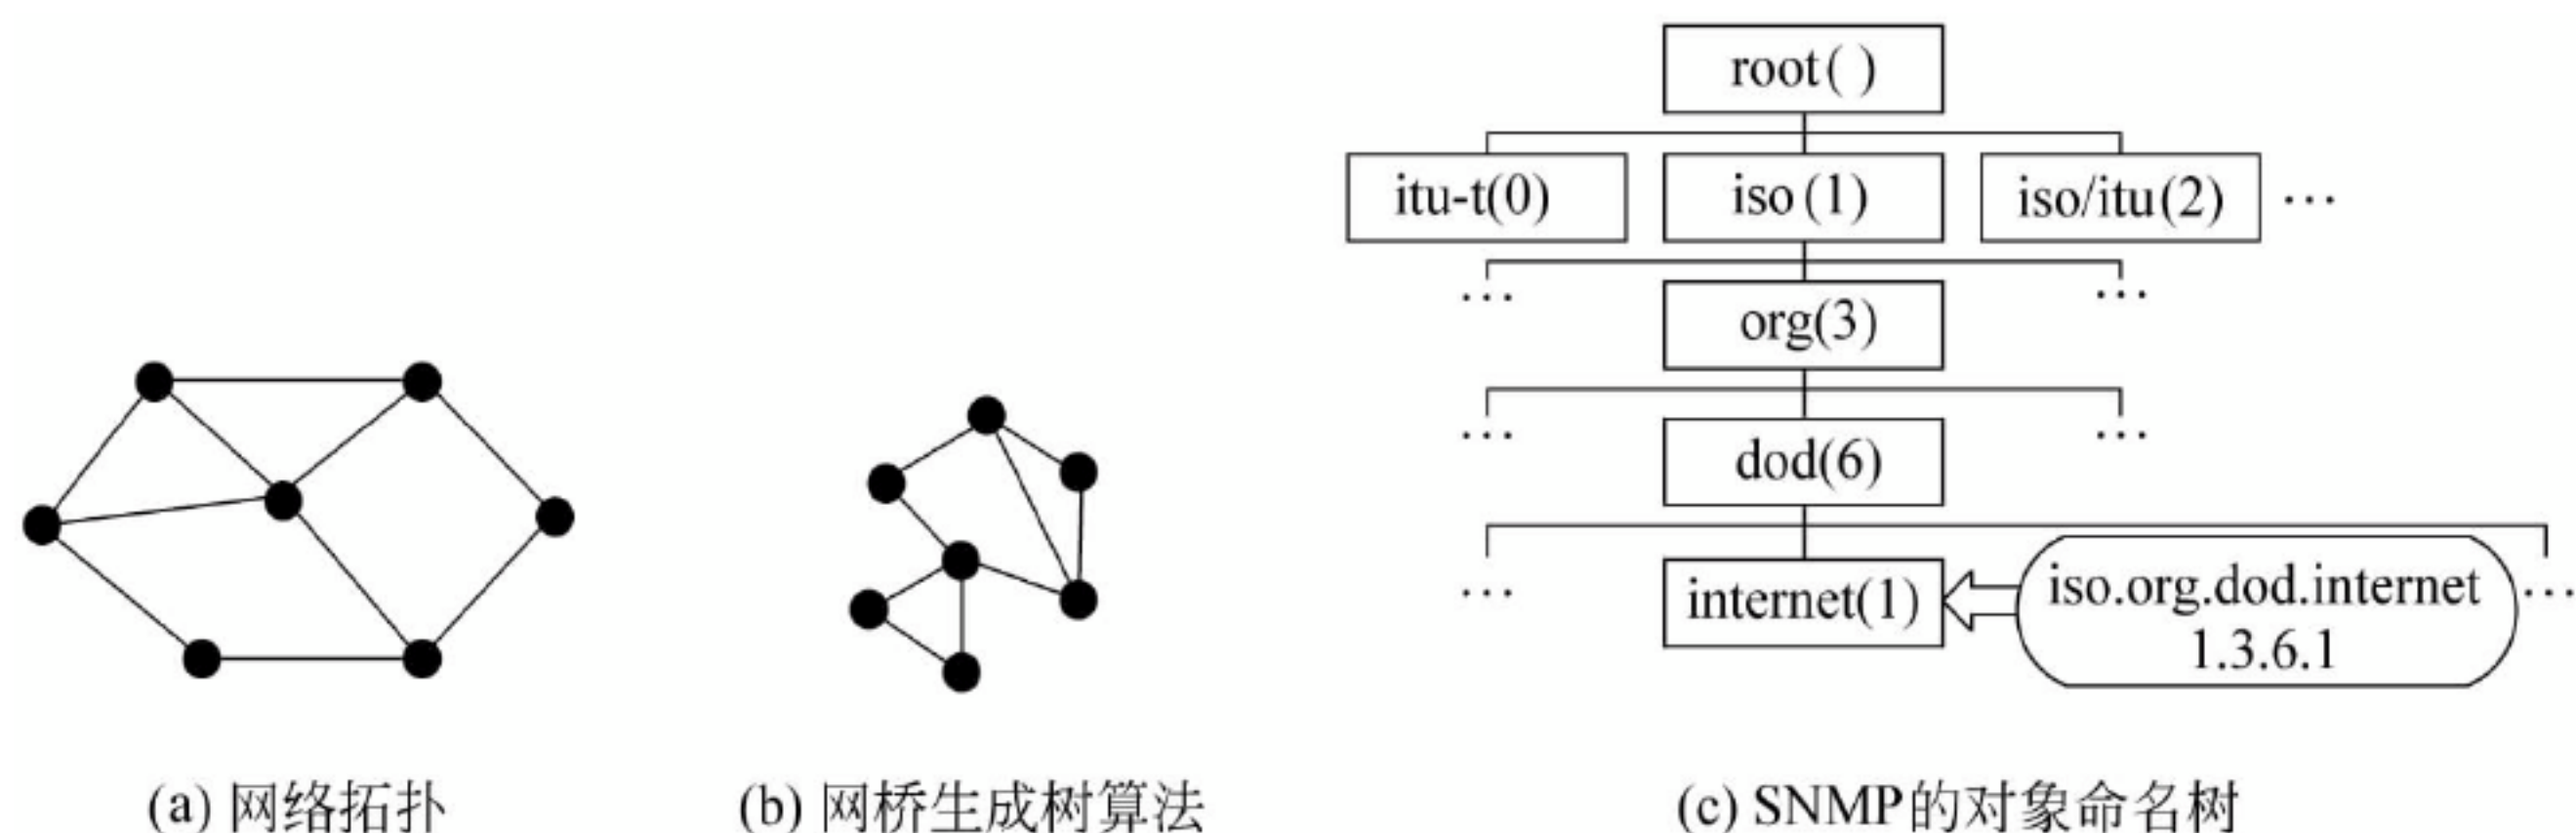 root( )
itu-t(0)
iso(1)
iso/itu(2)
...
...
...
org(3)
...
...
dod(6)
...
internet(1)
iso.org.dod.internet
1.3.6.1
...
(a) 网络拓扑
(b) 网桥生成树算法
(c) SNMP的对象命名树